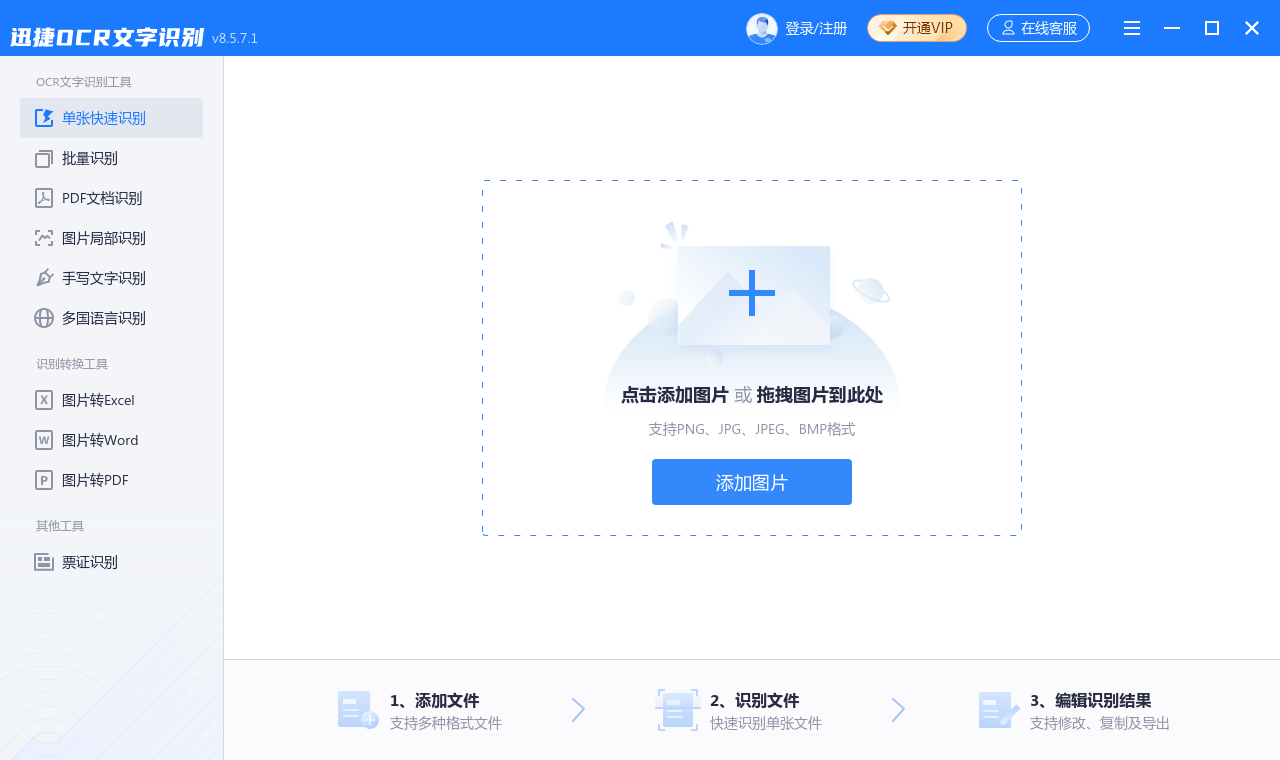 迅捷OCR文字识别 v8.5.7.1
登录/注册
开通VIP
在线客服
OCR文字识别工具
单张快速识别
批量识别
PDF文档识别
图片局部识别
手写文字识别
多国语言识别
识别转换工具
图片转Excel
图片转Word
图片转PDF
其他工具
票证识别
点击添加图片 或 拖拽图片到此处
支持PNG、JPG、JPEG、BMP格式
添加图片
1、添加文件
支持多种格式文件
2、识别文件
快速识别单张文件
3、编辑识别结果
支持修改、复制及导出